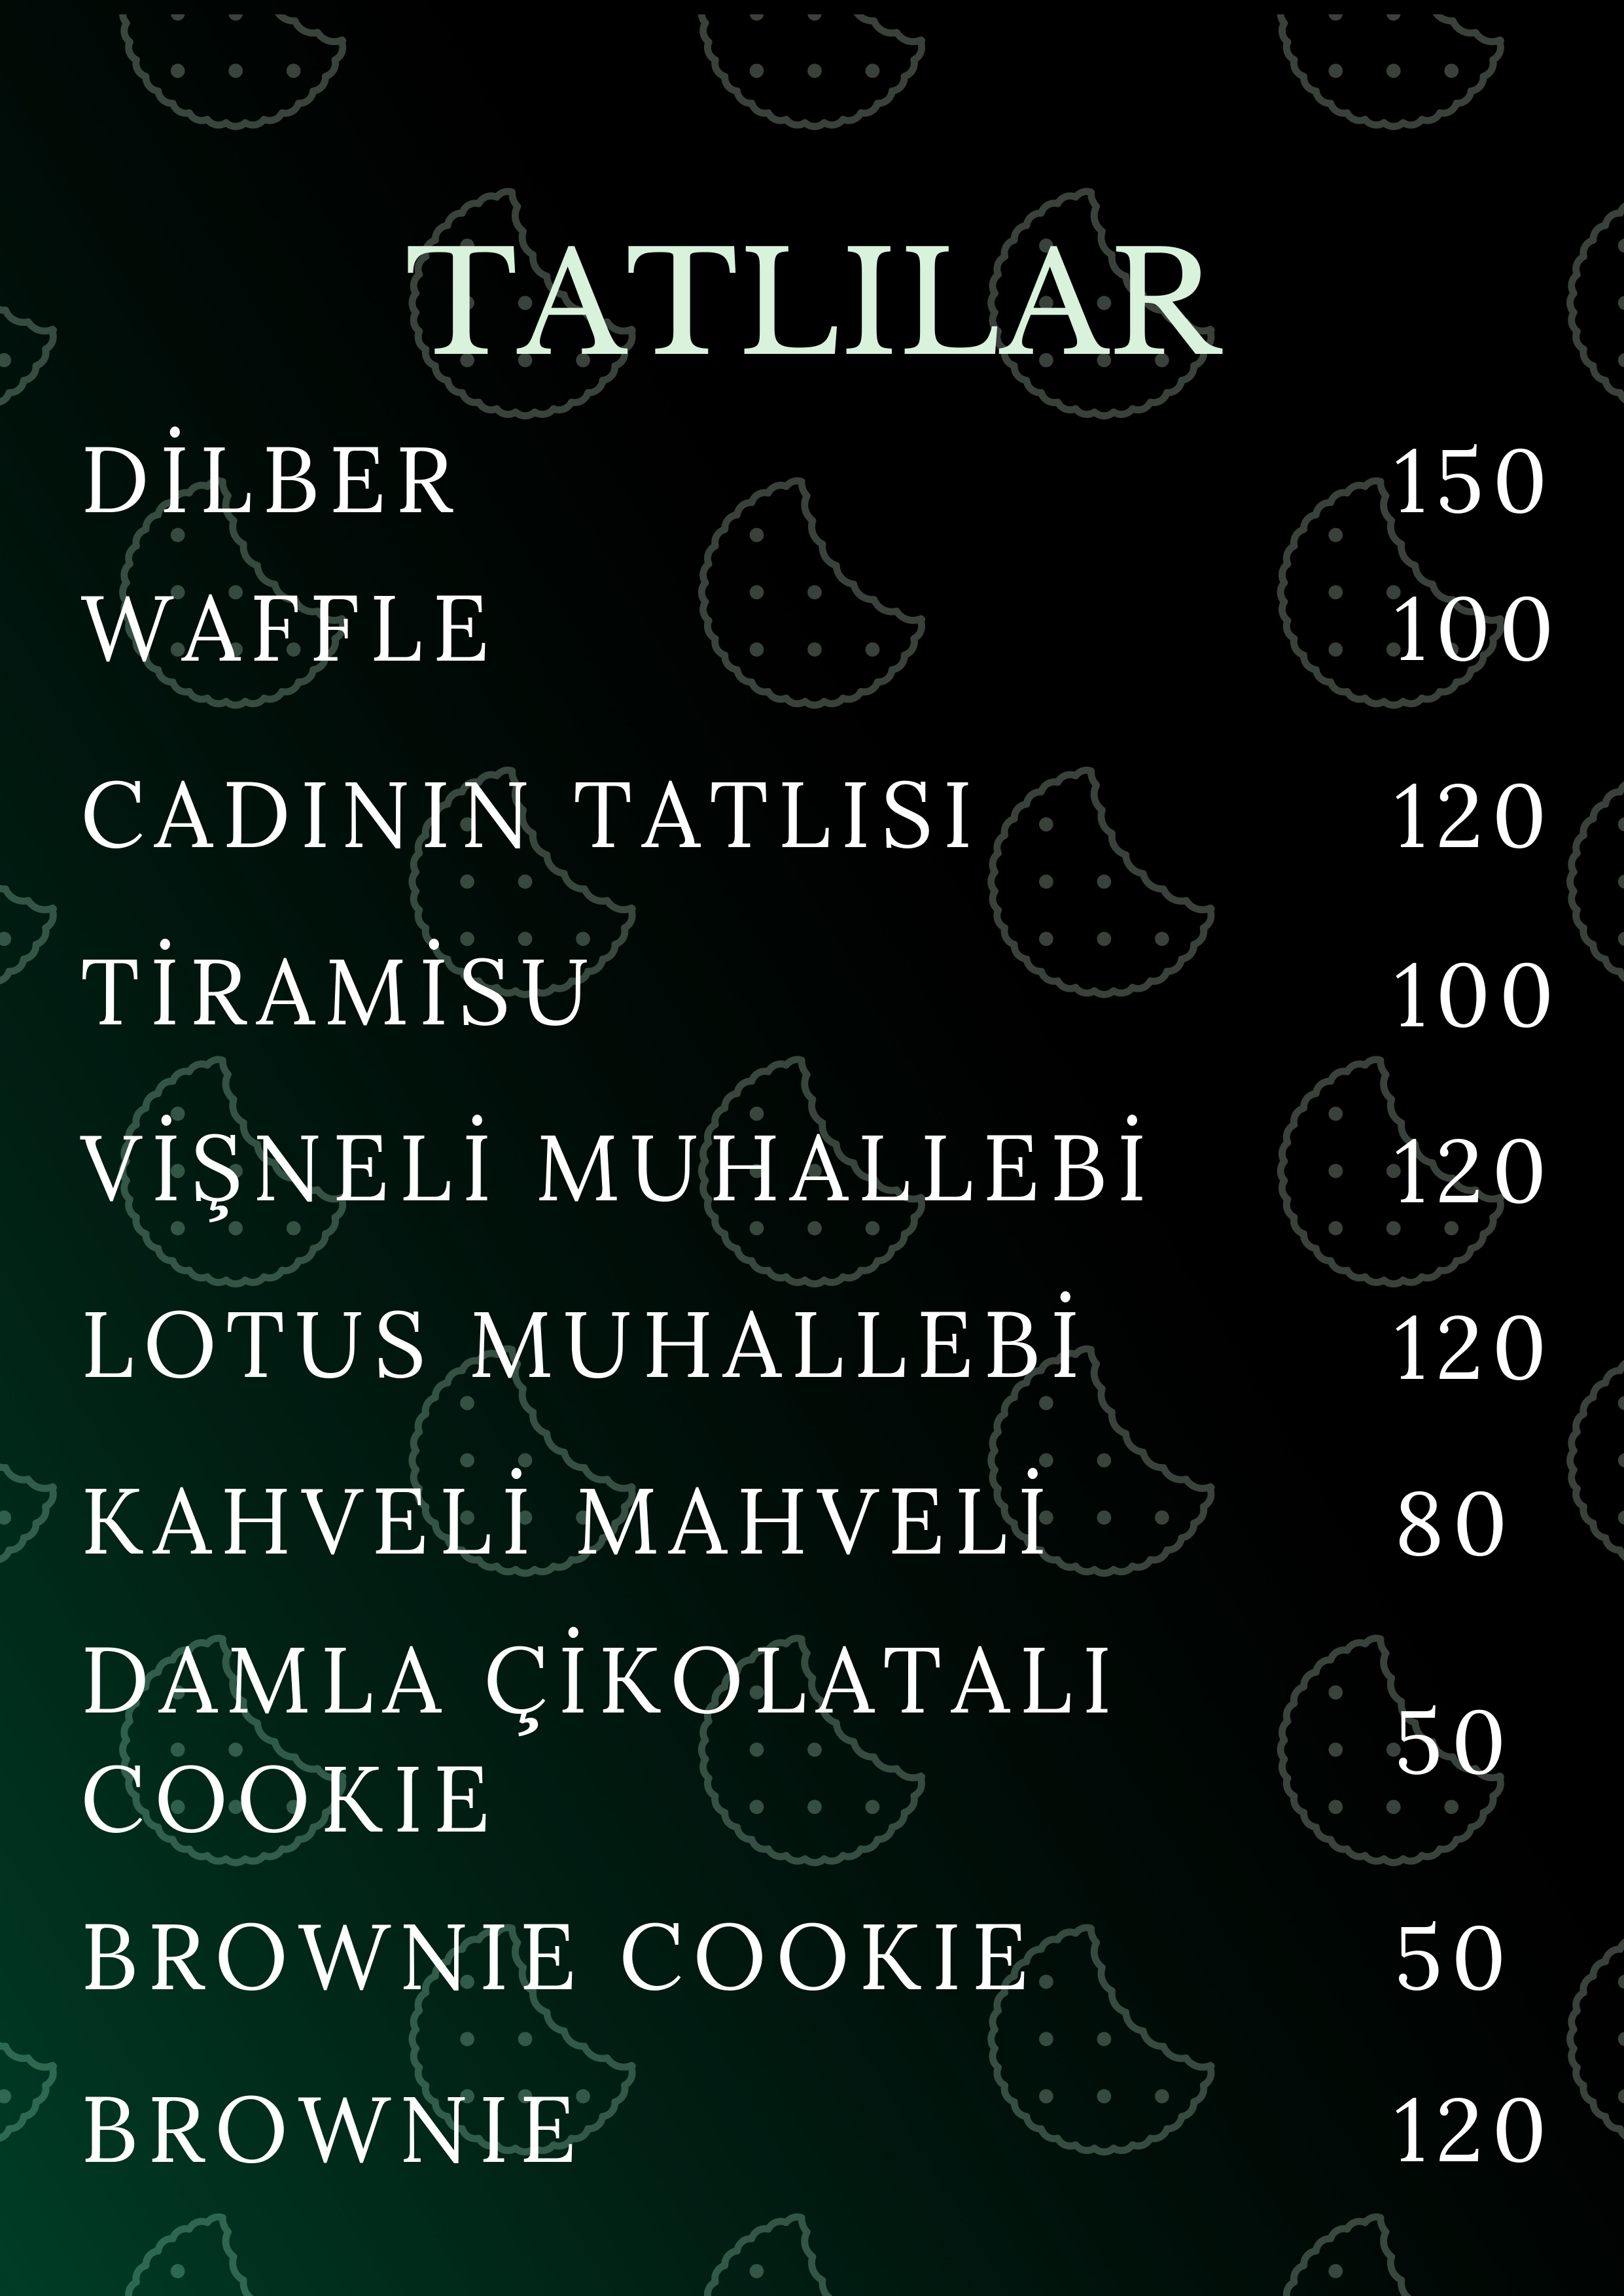 TATLILAR
DİLBER 150
WAFFLE 100
CADININ TATLISI 120
TİRAMİSU 100
VİŞNELİ MUHALLEBİ 120
LOTUS MUHALLEBİ 120
KAHVELİ MAHVELİ 80
DAMLA ÇİKOLATALI
COOKIE 50
BROWNIE COOKIE 50
BROWNIE 120